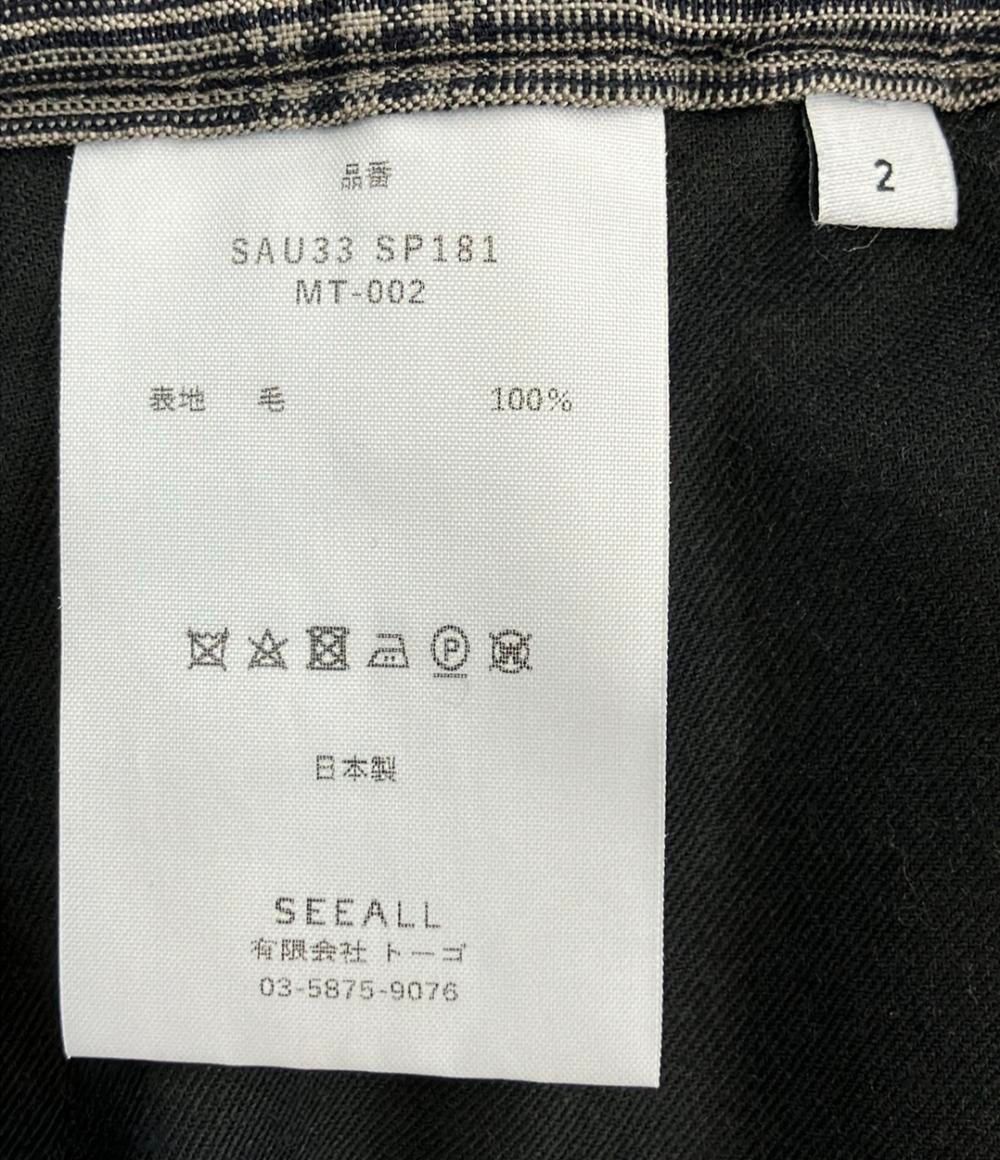 品番
SAU33 SP181
MT-002
表地 毛 100%
P W
日本製
SEEALL
有限会社 トーゴ
03-5875-9076
2